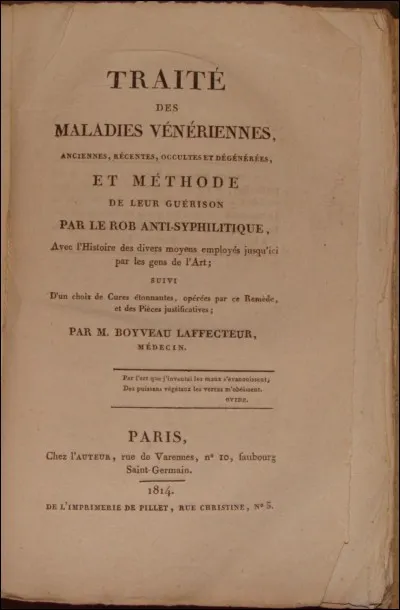 TRAITÉ
DES
MALADIES VÉNÉRIENNES,
ANCIENNES, RÉCENTES, OCCULTES ET DÉGÉNÉRÉES,
ET MÉTHODE
DE LEUR GUÉRISON
PAR LE ROB ANTI-SYPHILITIQUE,
Avec l'Histoire des divers moyens employés jusqu'ici
par les gens de l'Art;
SUIVI
D'un choix de Cures étonnantes, opérées par ce Remède,
et des Pièces justificatives;
PAR M. BOYVEAU LAFFECTEUR,
MÉDECIN.
Par l'art que j'inventai les maux s'évanouissent,
Des puissans végétaux les vertus m'obéissent.
OVIDE.
PARIS,
Chez l'AUTEUR, rue de Varennes, n° 10, faubourg
Saint-Germain.
1814.
DE L'IMPRIMERIE DE PILLET, RUE CHRISTINE, N° 5.